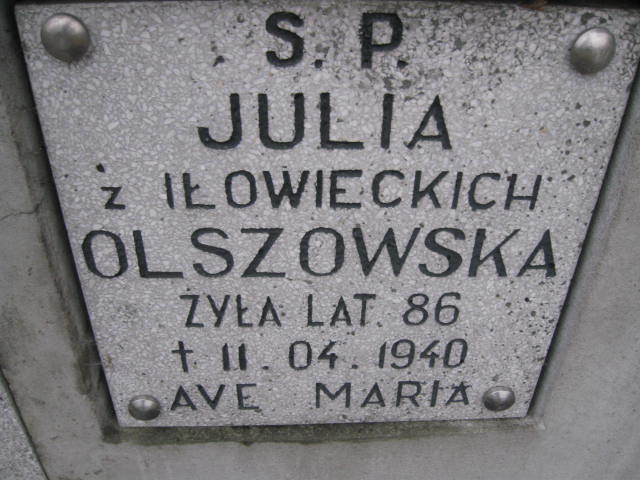 Ś. P.
JULIA
z IŁOWIECKICH
OLSZOWSKA
ŻYŁA LAT 86
† 11. 04. 1940
AVE MARIA